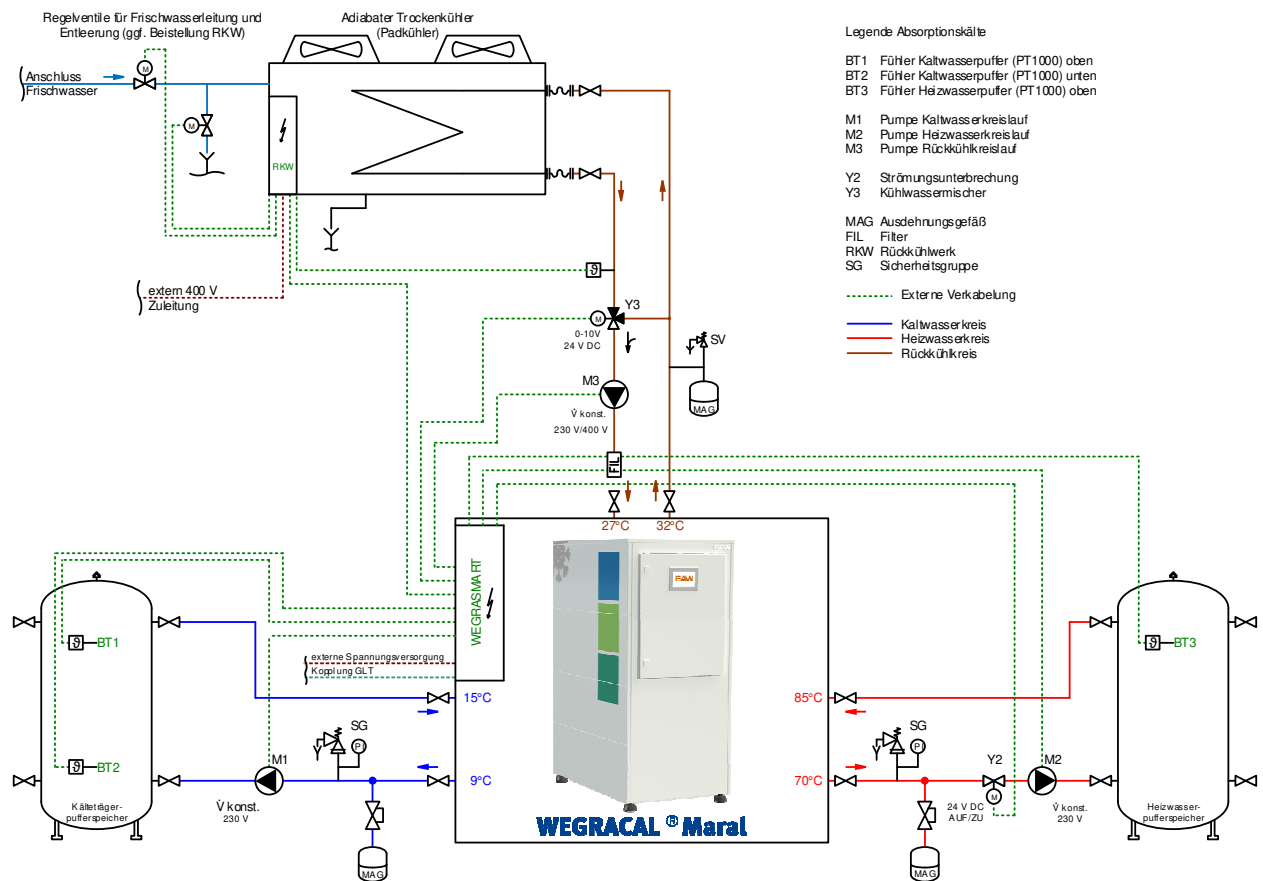 Regelventile für Frischwasserleitung und
Entleerung (ggf. Beistellung RKW)
Adiabater Trockenkühler
(Padkühler)
Anschluss
Frischwasser
M
M
RKW
extern 400 V
Zuleitung
ϑ
Y3
M
0-10V
24 V DC
SV
MAG
M3
V̇ konst.
230 V/400 V
FIL
27°C
32°C
Legende Absorptionskälte
BT1 Fühler Kaltwasserpuffer (PT1000) oben
BT2 Fühler Kaltwasserpuffer (PT1000) unten
BT3 Fühler Heizwasserpuffer (PT1000) oben
M1 Pumpe Kaltwasserkreislauf
M2 Pumpe Heizwasserkreislauf
M3 Pumpe Rückkühlkreislauf
Y2 Strömungsunterbrechung
Y3 Kühlwassermischer
MAG Ausdehnungsgefäß
FIL Filter
RKW Rückkühlwerk
SG Sicherheitsgruppe
Externe Verkabelung
Kaltwasserkreis
Heizwasserkreis
Rückkühlkreis
WEGRASMART
externe Spannungsversorgung
Kopplung GLT
EAW
EAW
ϑ BT1
ϑ BT2
Kälteträger-
pufferspeicher
M1
V̇ konst.
230 V
SG
P
MAG
15°C
9°C
85°C
70°C
SG
P
MAG
Y2
M
24 V DC
AUF/ZU
M2
V̇ konst.
230 V
ϑ BT3
Heizwasser-
pufferspeicher
WEGRACAL ® Maral